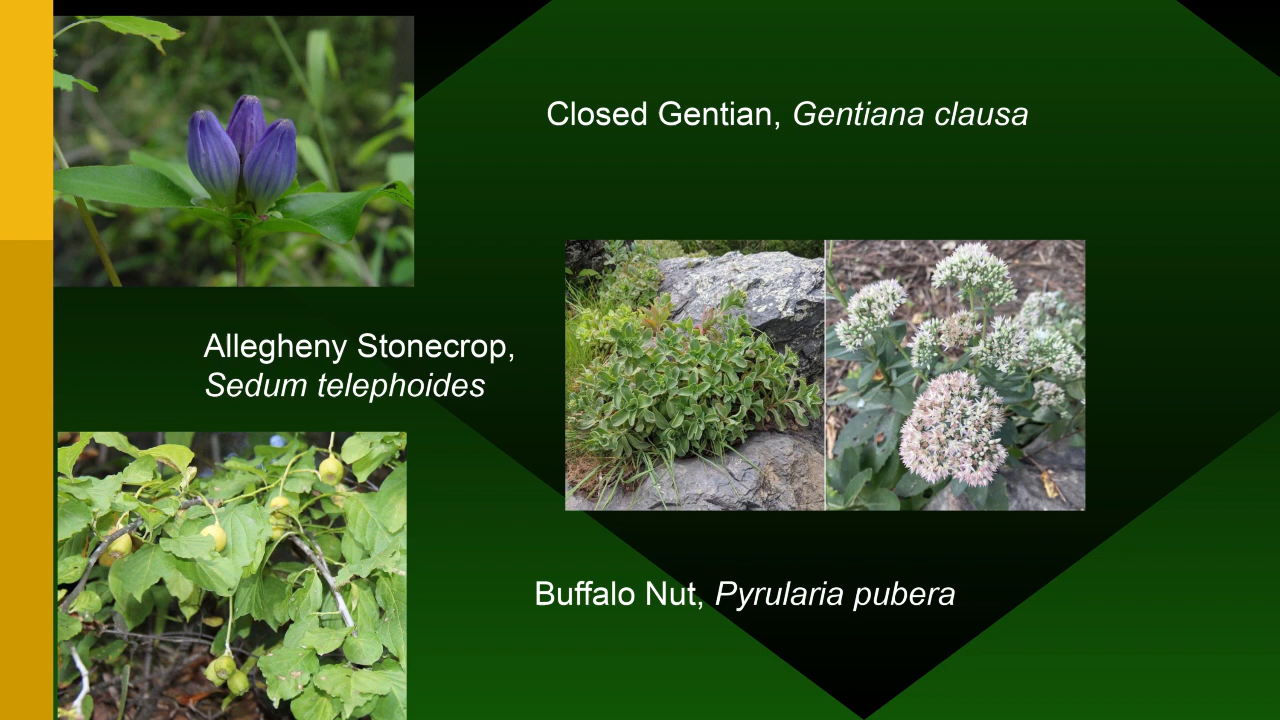 Closed Gentian, Gentiana clausa
Allegheny Stonecrop,
Sedum telephoides
Buffalo Nut, Pyrularia pubera